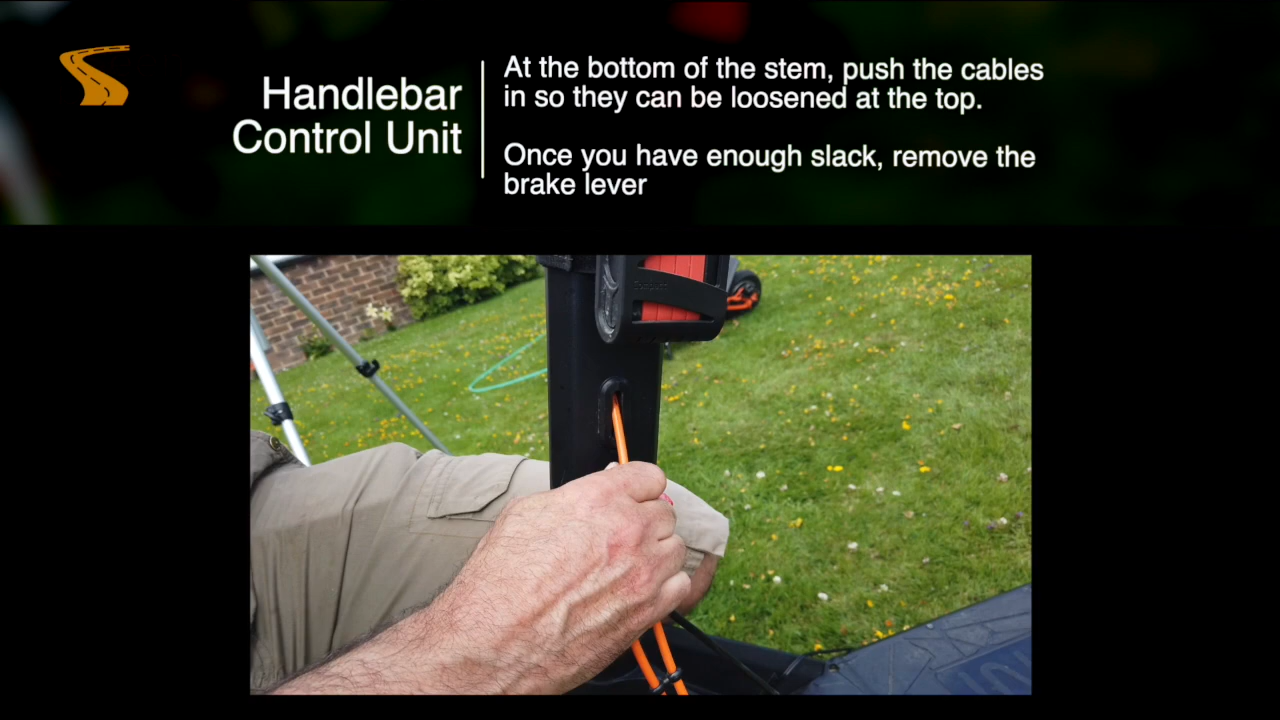 Handlebar
Control Unit
At the bottom of the stem, push the cables
in so they can be loosened at the top.
Once you have enough slack, remove the
brake lever